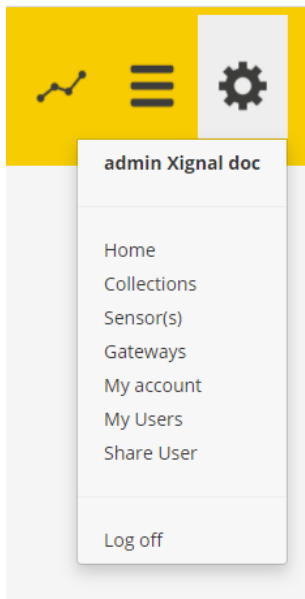 admin Xignal doc
Home
Collections
Sensor(s)
Gateways
My account
My Users
Share User
Log off